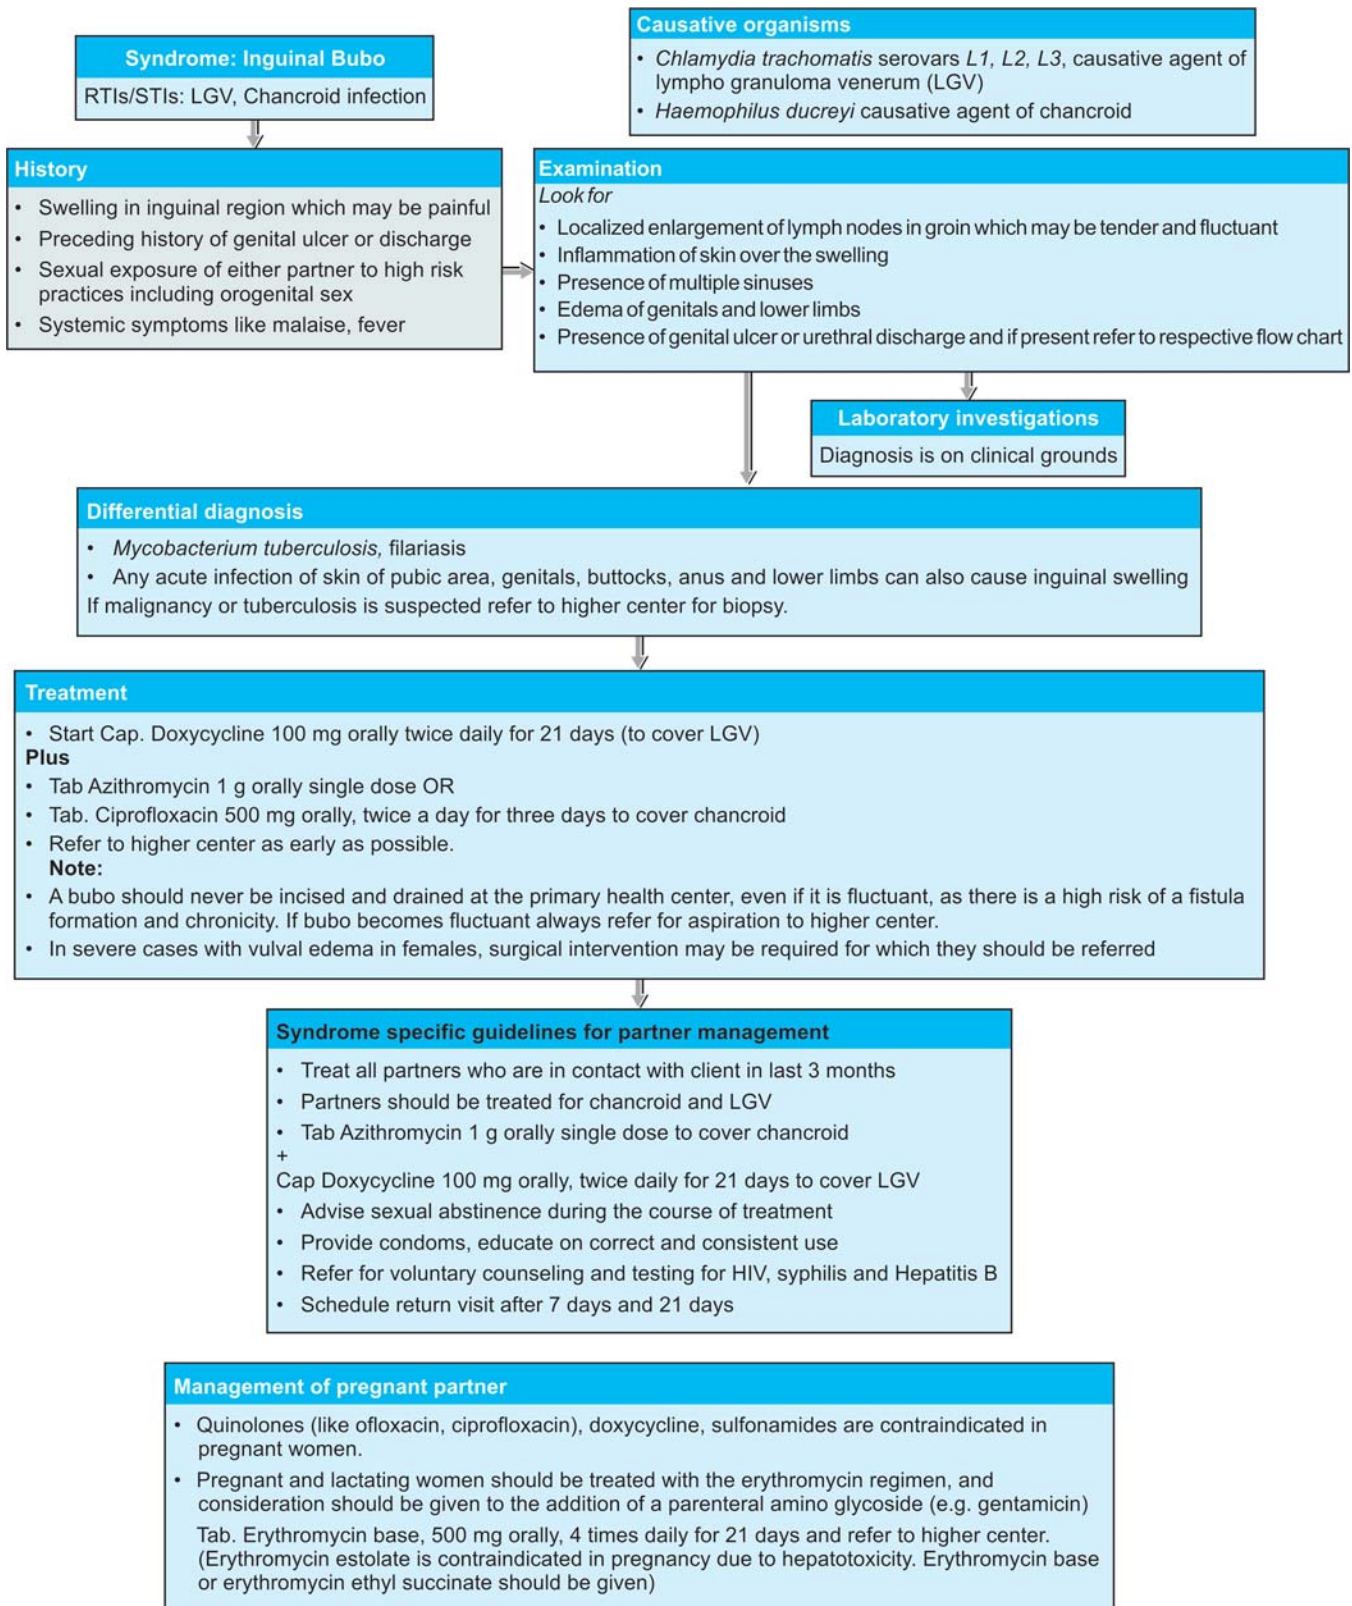 Syndrome: Inguinal Bubo
RTIs/STIs: LGV, Chancroid infection
Causative organisms
• Chlamydia trachomatis serovars L1, L2, L3, causative agent of
lympho granuloma venerum (LGV)
• Haemophilus ducreyi causative agent of chancroid
History
• Swelling in inguinal region which may be painful
• Preceding history of genital ulcer or discharge
• Sexual exposure of either partner to high risk
practices including orogenital sex
• Systemic symptoms like malaise, fever
Examination
Look for
• Localized enlargement of lymph nodes in groin which may be tender and fluctuant
• Inflammation of skin over the swelling
• Presence of multiple sinuses
• Edema of genitals and lower limbs
• Presence of genital ulcer or urethral discharge and if present refer to respective flow chart
Laboratory investigations
Diagnosis is on clinical grounds
Differential diagnosis
• Mycobacterium tuberculosis, filariasis
• Any acute infection of skin of pubic area, genitals, buttocks, anus and lower limbs can also cause inguinal swelling
If malignancy or tuberculosis is suspected refer to higher center for biopsy.
Treatment
• Start Cap. Doxycycline 100 mg orally twice daily for 21 days (to cover LGV)
Plus
• Tab Azithromycin 1 g orally single dose OR
• Tab. Ciprofloxacin 500 mg orally, twice a day for three days to cover chancroid
• Refer to higher center as early as possible.
Note:
• A bubo should never be incised and drained at the primary health center, even if it is fluctuant, as there is a high risk of a fistula
formation and chronicity. If bubo becomes fluctuant always refer for aspiration to higher center.
• In severe cases with vulval edema in females, surgical intervention may be required for which they should be referred
Syndrome specific guidelines for partner management
• Treat all partners who are in contact with client in last 3 months
• Partners should be treated for chancroid and LGV
• Tab Azithromycin 1 g orally single dose to cover chancroid
+
Cap Doxycycline 100 mg orally, twice daily for 21 days to cover LGV
• Advise sexual abstinence during the course of treatment
• Provide condoms, educate on correct and consistent use
• Refer for voluntary counseling and testing for HIV, syphilis and Hepatitis B
• Schedule return visit after 7 days and 21 days
Management of pregnant partner
• Quinolones (like ofloxacin, ciprofloxacin), doxycycline, sulfonamides are contraindicated in
pregnant women.
• Pregnant and lactating women should be treated with the erythromycin regimen, and
consideration should be given to the addition of a parenteral amino glycoside (e.g. gentamicin)
Tab. Erythromycin base, 500 mg orally, 4 times daily for 21 days and refer to higher center.
(Erythromycin estolate is contraindicated in pregnancy due to hepatotoxicity. Erythromycin base
or erythromycin ethyl succinate should be given)